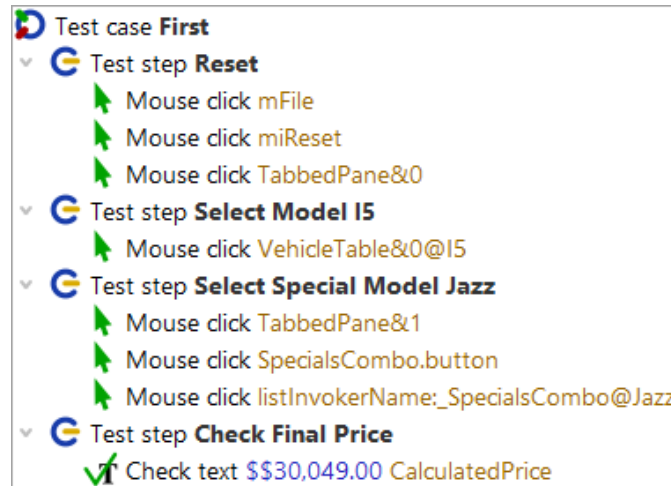 Test case First
Test step Reset
Mouse click mFile
Mouse click miReset
Mouse click TabbedPane&0
Test step Select Model I5
Mouse click VehicleTable&0@I5
Test step Select Special Model Jazz
Mouse click TabbedPane&1
Mouse click SpecialsCombo.button
Mouse click listInvokerName:_SpecialsCombo@Jazz
Test step Check Final Price
Check text $$30,049.00 CalculatedPrice